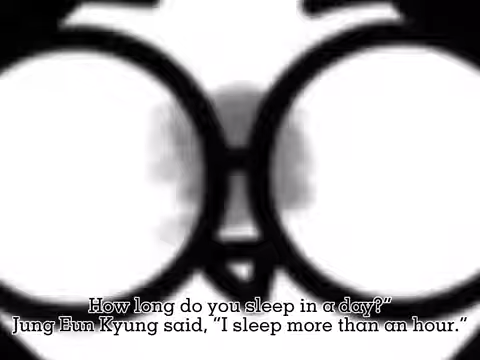 How long do you sleep in a day?”
Jung Eun Kyung said, “I sleep more than an hour.”